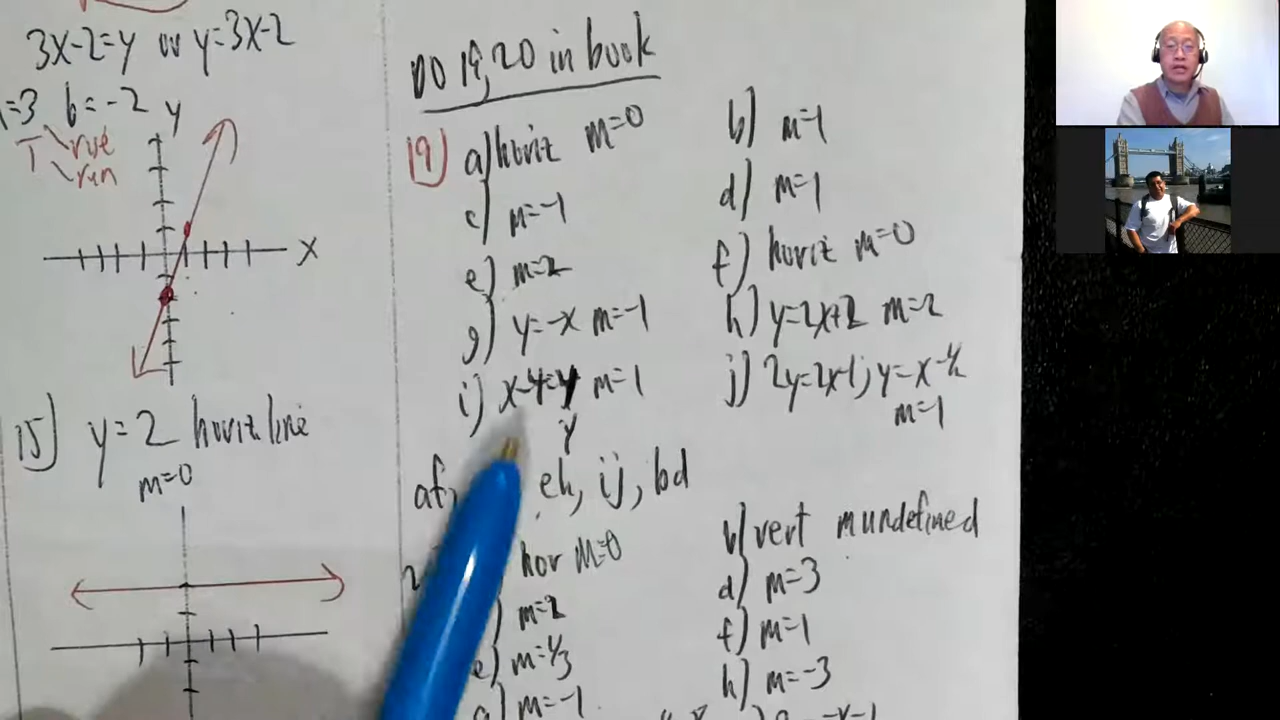 3x-2=y or y=3x-2
=3 b=-2 y
rise
run
x
15) y=2 horiz line
m=0
DO 19,20 in book
19) a) horiz m=0
b) m=1
c) m=-1
d) m=1
e) m=2
f) horiz m=0
g) y=-x m=-1
h) y=2x+2 m=2
i) x-4=y m=1
y
j) 2y=2x-1; y=x-½
m=1
af, eh, ij, bd
hor m=0
b) vert m undefined
m=2
d) m=3
e) m=1/3
f) m=1
g) m=-1
h) m=-3